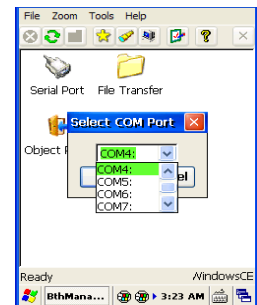 File Zoom Tools Help
Serial Port File Transfer
Select COM Port
Object
COM4:
COM4:
COM5:
COM6:
COM7:
el
Ready WindowsCE
BthMana... 3:23 AM